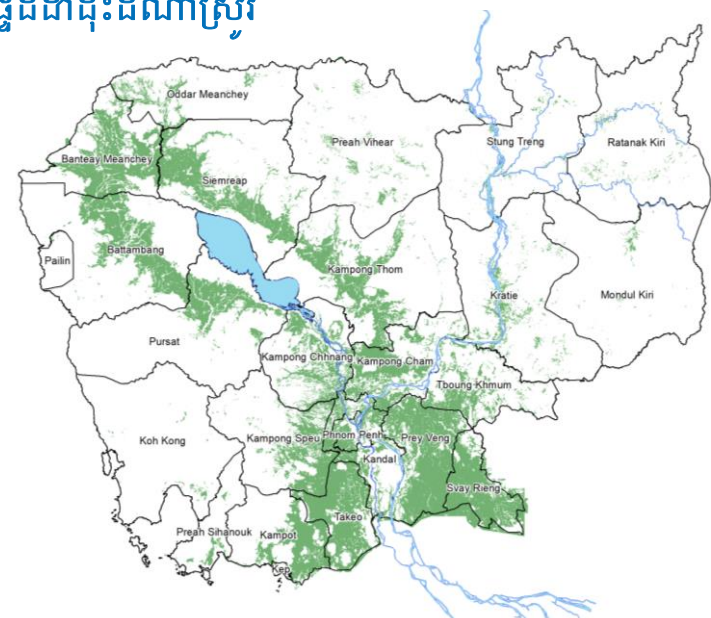 ផ្ទៃដីដាំដុះដំណាំស្រូវ
Oddar Meanchey
Preah Vihear
Stung Treng
Ratanak Kiri
Banteay Meanchey
Siemreap
Battambang
Pailin
Kampong Thom
Kratie
Mondul Kiri
Pursat
Kampong Chhnang
Kampong Cham
Tboung Khmum
Koh Kong
Kampong Speu
Phnom Penh
Prey Veng
Kandal
Svay Rieng
Takeo
Preah Sihanouk
Kampot
Kep